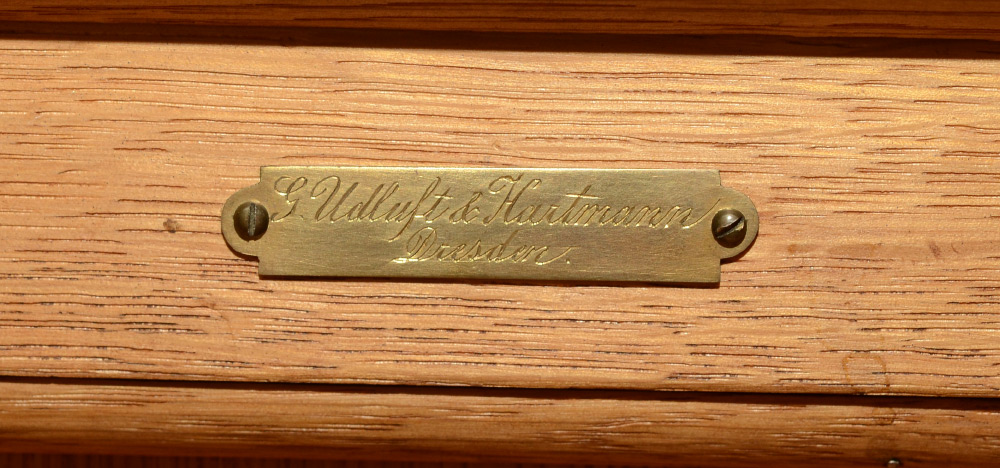 G. Udluft & Hartmann
Dresden.